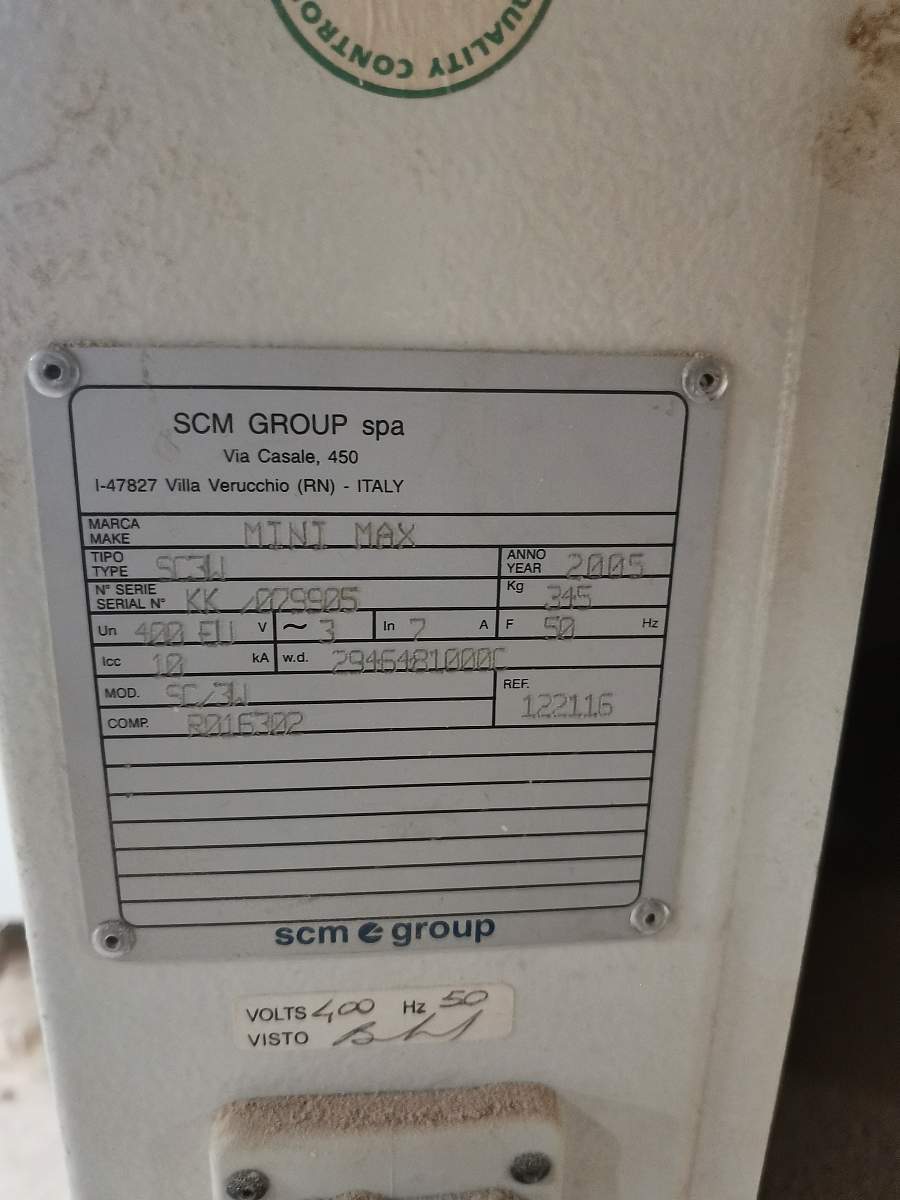 QUALITY CONTRO
SCM GROUP spa
Via Casale, 450
I-47827 Villa Verucchio (RN) - ITALY
MARCA
MAKE MINI MAX
TIPO
TYPE SC3W
ANNO
YEAR 2005
N° SERIE
SERIAL N° KK /079905
Kg 345
Un 400 EU V ~ 3 In 7 A F 50 Hz
Icc 10 kA w.d. 2946481000C
MOD. SC/3W
REF. 122116
COMP. R016302
scm group
VOLTS 400 Hz 50
VISTO